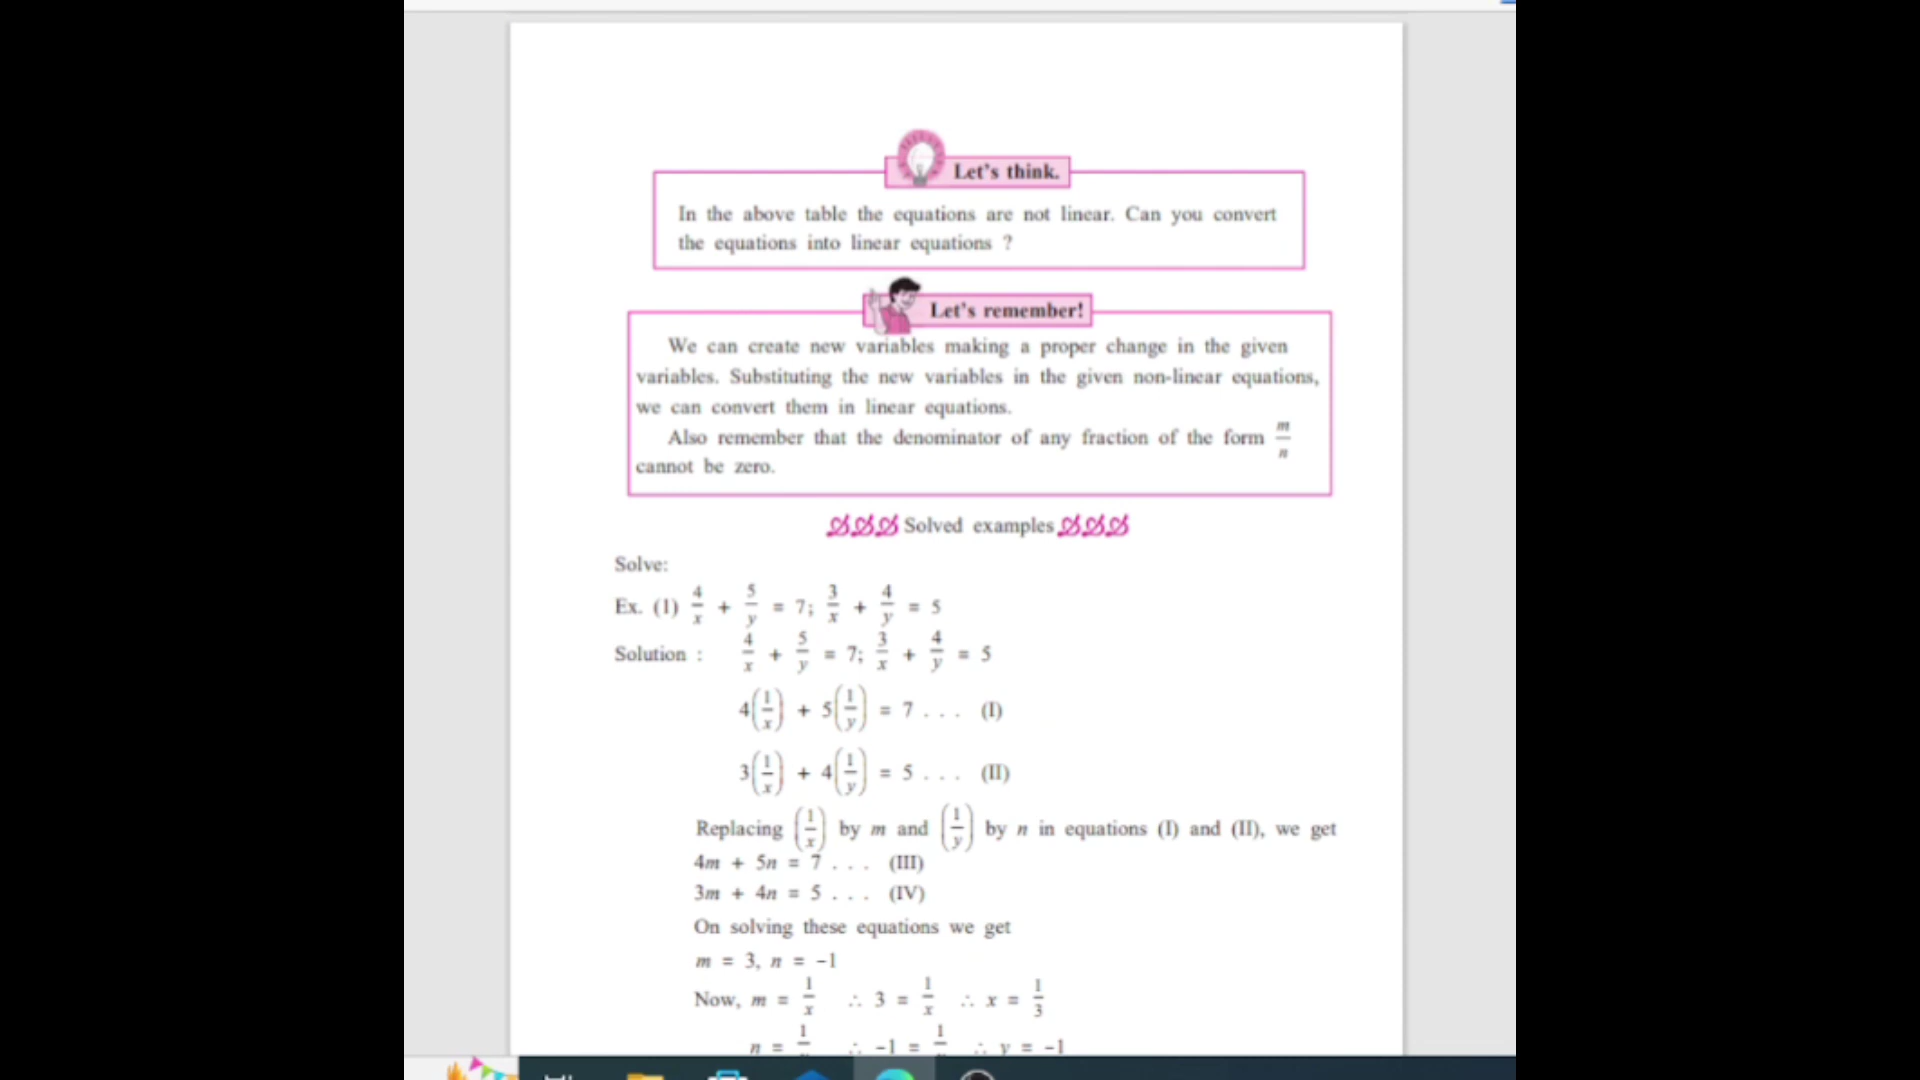 Let's think.
In the above table the equations are not linear. Can you convert
the equations into linear equations ?
Let's remember!
We can create new variables making a proper change in the given
variables. Substituting the new variables in the given non-linear equations,
we can convert them in linear equations.
Also remember that the denominator of any fraction of the form m/n
cannot be zero.
Solved examples
Solve:
Ex. (1) 4/x + 5/y = 7; 3/x + 4/y = 5
Solution : 4/x + 5/y = 7; 3/x + 4/y = 5
4(1/x) + 5(1/y) = 7 . . . (I)
3(1/x) + 4(1/y) = 5 . . . (II)
Replacing (1/x) by m and (1/y) by n in equations (I) and (II), we get
4m + 5n = 7 . . . (III)
3m + 4n = 5 . . . (IV)
On solving these equations we get
m = 3, n = -1
Now, m = 1/x ∴ 3 = 1/x ∴ x = 1/3
n = 1/ ∴ -1 = 1/ ∴ y = -1